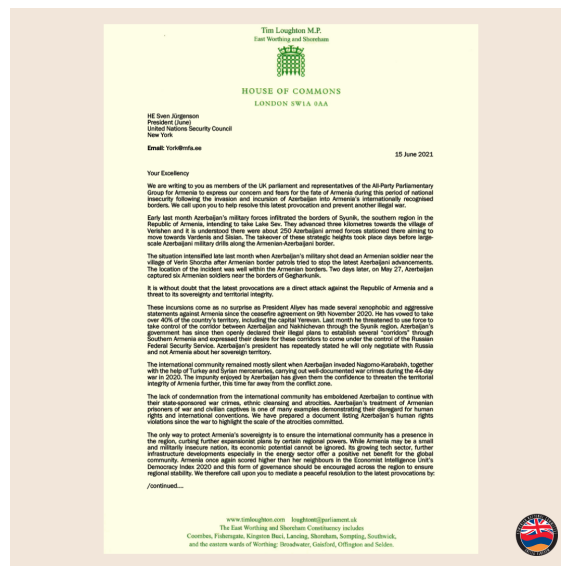 Tim Loughton M.P.
East Worthing and Shoreham
HOUSE OF COMMONS
LONDON SW1A 0AA
HE Sven Jürgenson
President (June)
United Nations Security Council
New York
Email: York@mfa.ee
15 June 2021
Your Excellency
We are writing to you as members of the UK parliament and representatives of the All-Party Parliamentary
Group for Armenia to express our concern and fears for the fate of Armenia during this period of national
insecurity following the invasion and incursion of Azerbaijan into Armenia's internationally recognised
borders. We call upon you to help resolve this latest provocation and prevent another illegal war.
Early last month Azerbaijan's military forces infiltrated the borders of Syunik, the southern region in the
Republic of Armenia, intending to take Lake Sev. They advanced three kilometres towards the village of
Verishen and it is understood there were about 250 Azerbaijani armed forces stationed there aiming to
move towards Vardenis and Sisian. The takeover of these strategic heights took place days before large-
scale Azerbaijani military drills along the Armenian-Azerbaijani border.
The situation intensified late last month when Azerbaijan's military shot dead an Armenian soldier near the
village of Verin Shorzha after Armenian border patrols tried to stop the latest Azerbaijani advancements.
The location of the incident was well within the Armenian borders. Two days later, on May 27, Azerbaijan
captured six Armenian soldiers near the borders of Gegharkunik.
It is without doubt that the latest provocations are a direct attack against the Republic of Armenia and a
threat to its sovereignty and territorial integrity.
These incursions come as no surprise as President Aliyev has made several xenophobic and aggressive
statements against Armenia since the ceasefire agreement on 9th November 2020. He has vowed to take
over 40% of the country's territory, including the capital Yerevan. Last month he threatened to use force to
take control of the corridor between Azerbaijan and Nakhichevan through the Syunik region. Azerbaijan's
government has since then openly declared their illegal plans to establish several "corridors" through
Southern Armenia and expressed their desire for these corridors to come under the control of the Russian
Federal Security Service. Azerbaijan's president has repeatedly stated he will only negotiate with Russia
and not Armenia about her sovereign territory.
The international community remained mostly silent when Azerbaijan invaded Nagorno-Karabakh, together
with the help of Turkey and Syrian mercenaries, carrying out well-documented war crimes during the 44-day
war in 2020. The impunity enjoyed by Azerbaijan has given them the confidence to threaten the territorial
integrity of Armenia further, this time far away from the conflict zone.
The lack of condemnation from the international community has emboldened Azerbaijan to continue with
their state-sponsored war crimes, ethnic cleansing and atrocities. Azerbaijan's treatment of Armenian
prisoners of war and civilian captives is one of many examples demonstrating their disregard for human
rights and international conventions. We have prepared a document listing Azerbaijan's human rights
violations since the war to highlight the scale of the atrocities committed.
The only way to protect Armenia's sovereignty is to ensure the international community has a presence in
the region, curbing further expansionist plans by certain regional powers. While Armenia may be a small
and militarily insecure nation, its economic potential cannot be ignored. Its growing tech sector, further
infrastructure developments especially in the energy sector offer a positive net benefit for the global
community. Armenia once again scored higher than her neighbours in the Economist Intelligence Unit's
Democracy Index 2020 and this form of governance should be encouraged across the region to ensure
regional stability. We therefore call upon you to mediate a peaceful resolution to the latest provocations by:
/continued....
www.timloughton.com loughtont@parliament.uk
The East Worthing and Shoreham Constituency includes
Coombes, Fishersgate, Kingston Buci, Lancing, Shoreham, Sompting, Southwick,
and the eastern wards of Worthing: Broadwater, Gaisford, Offington and Selden.